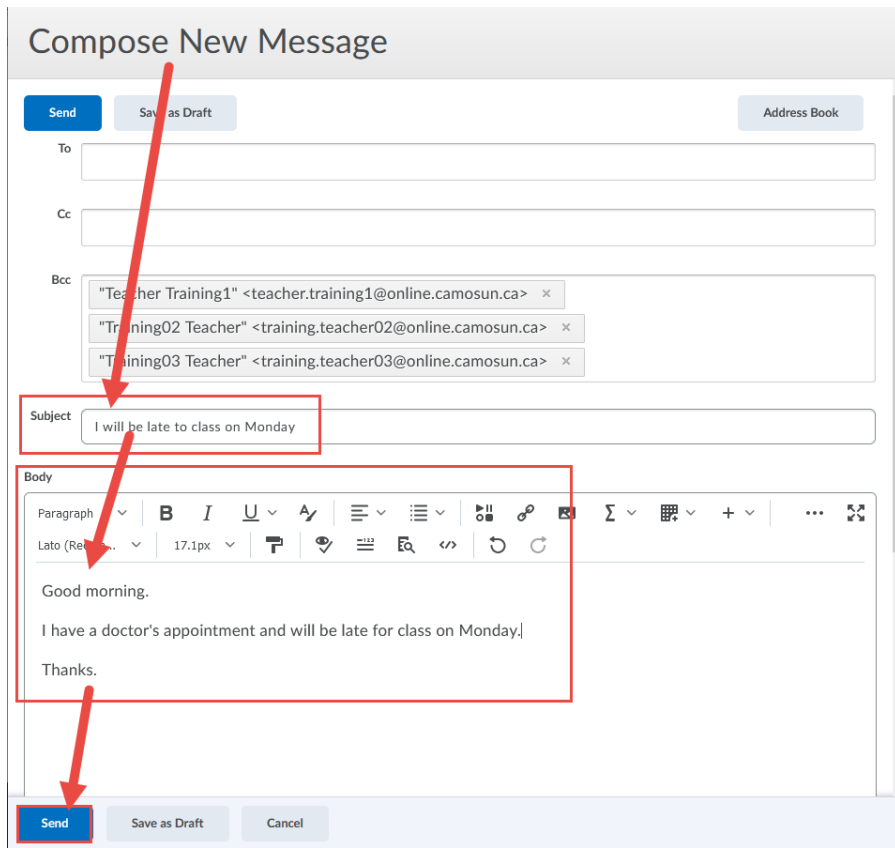 Compose New Message
Send Save as Draft Address Book
To
Cc
Bcc
"Teacher Training1" <teacher.training1@online.camosun.ca> ×
"Training02 Teacher" <training.teacher02@online.camosun.ca> ×
"Training03 Teacher" <training.teacher03@online.camosun.ca> ×
Subject I will be late to class on Monday
Body
Paragraph B I U A
Lato (Re... 17.1px
Good morning.
I have a doctor's appointment and will be late for class on Monday.
Thanks.
Send Save as Draft Cancel